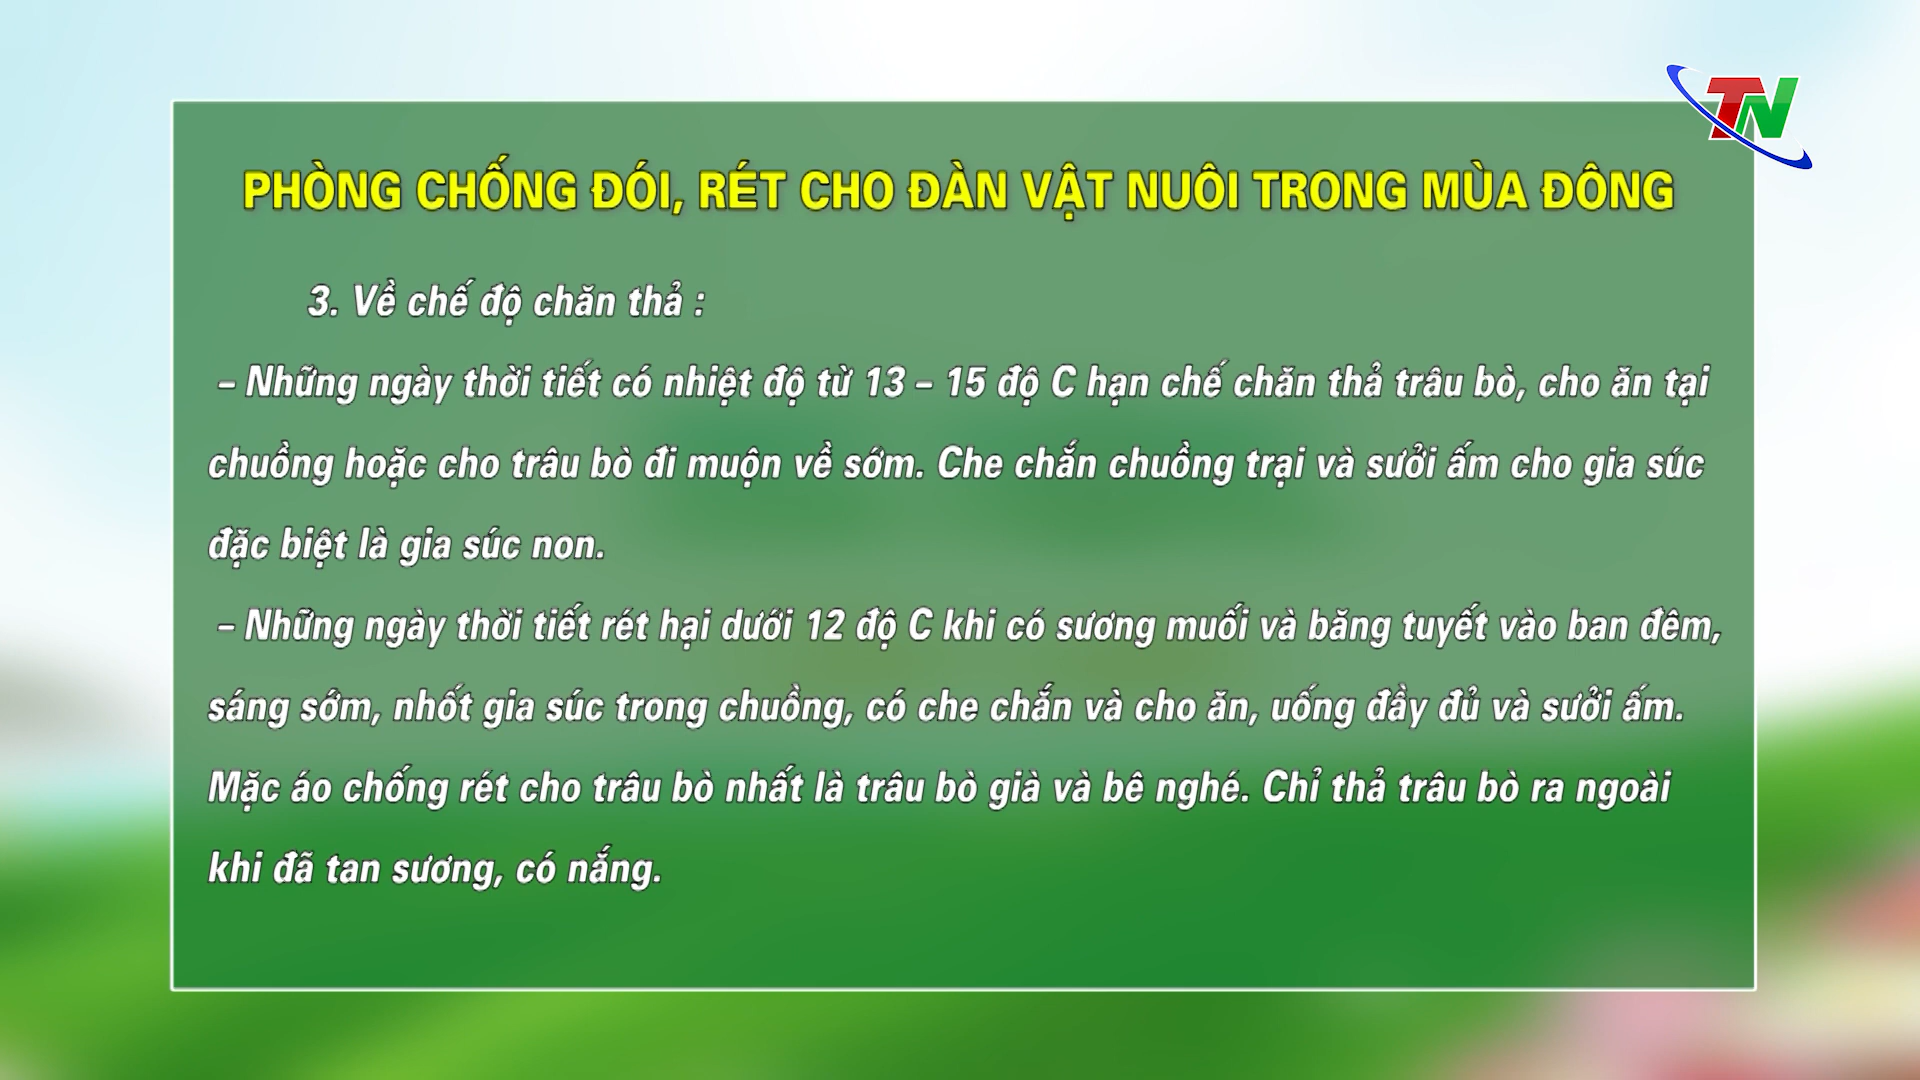 TN
PHÒNG CHỐNG ĐÓI, RÉT CHO ĐÀN VẬT NUÔI TRONG MÙA ĐÔNG
3. Về chế độ chăn thả :
– Những ngày thời tiết có nhiệt độ từ 13 – 15 độ C hạn chế chăn thả trâu bò, cho ăn tại
chuồng hoặc cho trâu bò đi muộn về sớm. Che chắn chuồng trại và sưởi ấm cho gia súc
đặc biệt là gia súc non.
– Những ngày thời tiết rét hại dưới 12 độ C khi có sương muối và băng tuyết vào ban đêm,
sáng sớm, nhốt gia súc trong chuồng, có che chắn và cho ăn, uống đầy đủ và sưởi ấm.
Mặc áo chống rét cho trâu bò nhất là trâu bò già và bê nghé. Chỉ thả trâu bò ra ngoài
khi đã tan sương, có nắng.